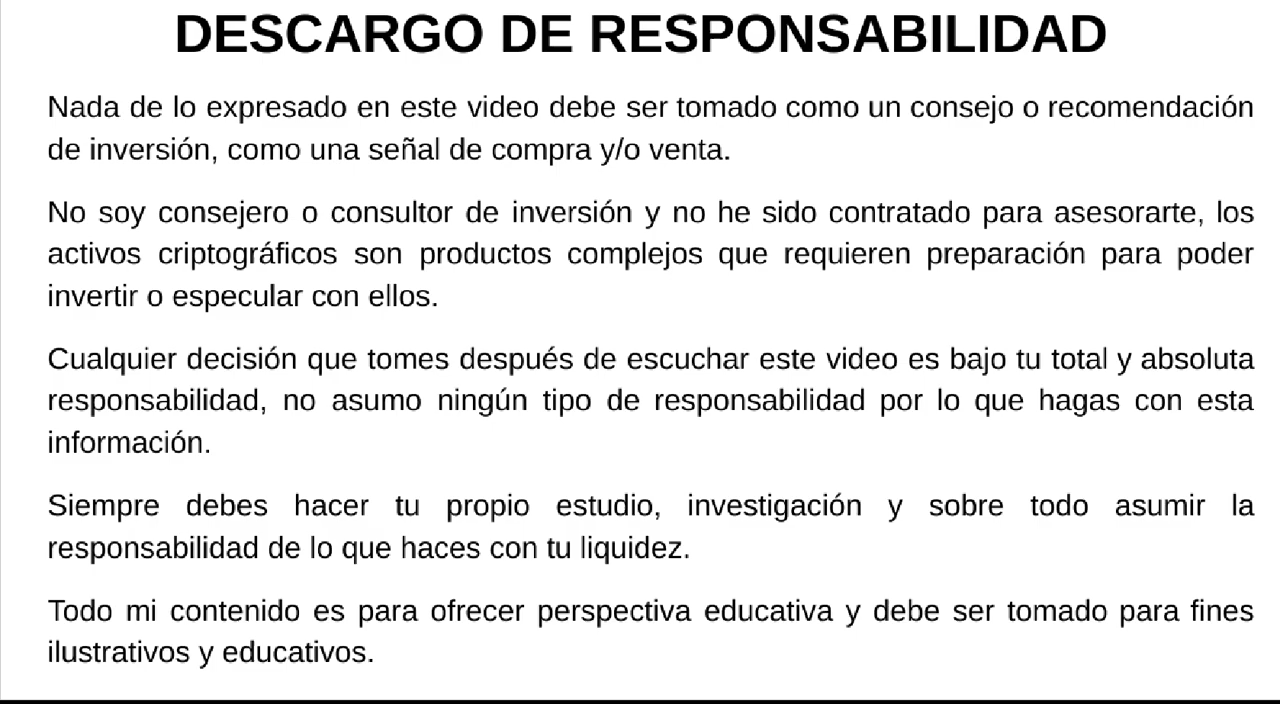 DESCARGO DE RESPONSABILIDAD
Nada de lo expresado en este video debe ser tomado como un consejo o recomendación
de inversión, como una señal de compra y/o venta.
No soy consejero o consultor de inversión y no he sido contratado para asesorarte, los
activos criptográficos son productos complejos que requieren preparación para poder
invertir o especular con ellos.
Cualquier decisión que tomes después de escuchar este video es bajo tu total y absoluta
responsabilidad, no asumo ningún tipo de responsabilidad por lo que hagas con esta
información.
Siempre debes hacer tu propio estudio, investigación y sobre todo asumir la
responsabilidad de lo que haces con tu liquidez.
Todo mi contenido es para ofrecer perspectiva educativa y debe ser tomado para fines
ilustrativos y educativos.